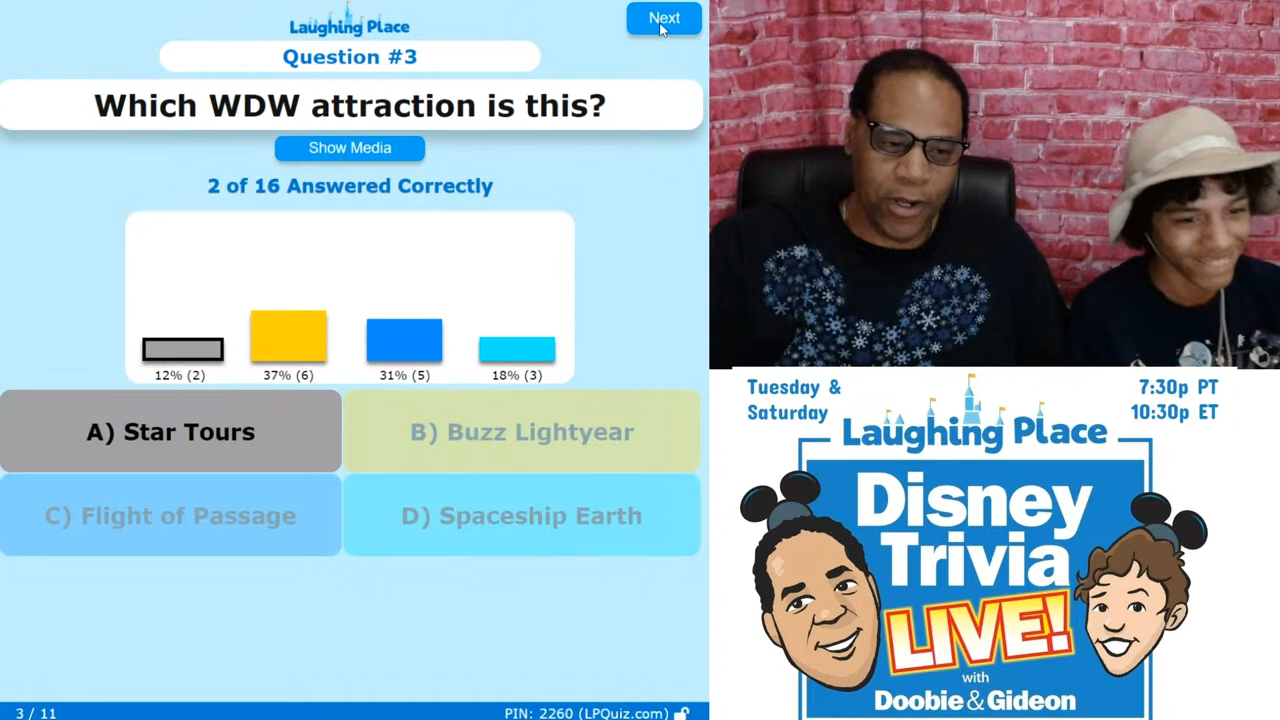 Laughing Place
Next
Question #3
Which WDW attraction is this?
Show Media
2 of 16 Answered Correctly
12% (2)
37% (6)
31% (5)
18% (3)
A) Star Tours
B) Buzz Lightyear
C) Flight of Passage
D) Spaceship Earth
3 / 11
PIN: 2260 (LPQuiz.com)
Tuesday &
Saturday
7:30p PT
10:30p ET
Laughing Place
Disney
Trivia
LIVE!
with
Doobie & Gideon